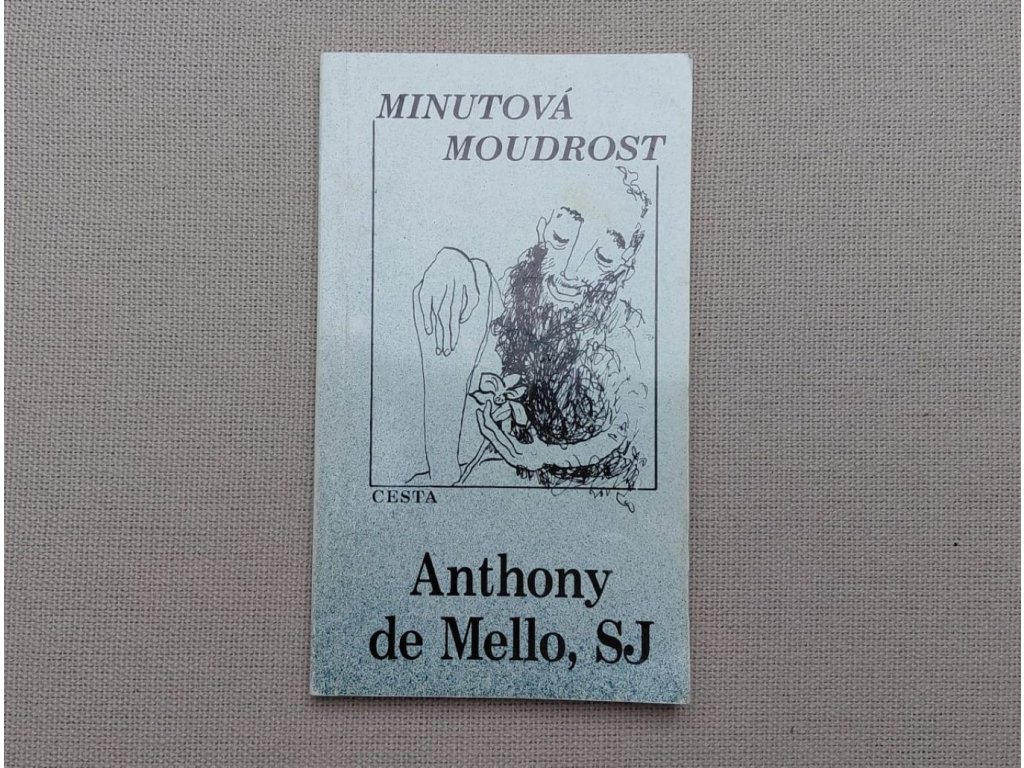 MINUTOVÁ
MOUDROST
CESTA
Anthony
de Mello, SJ